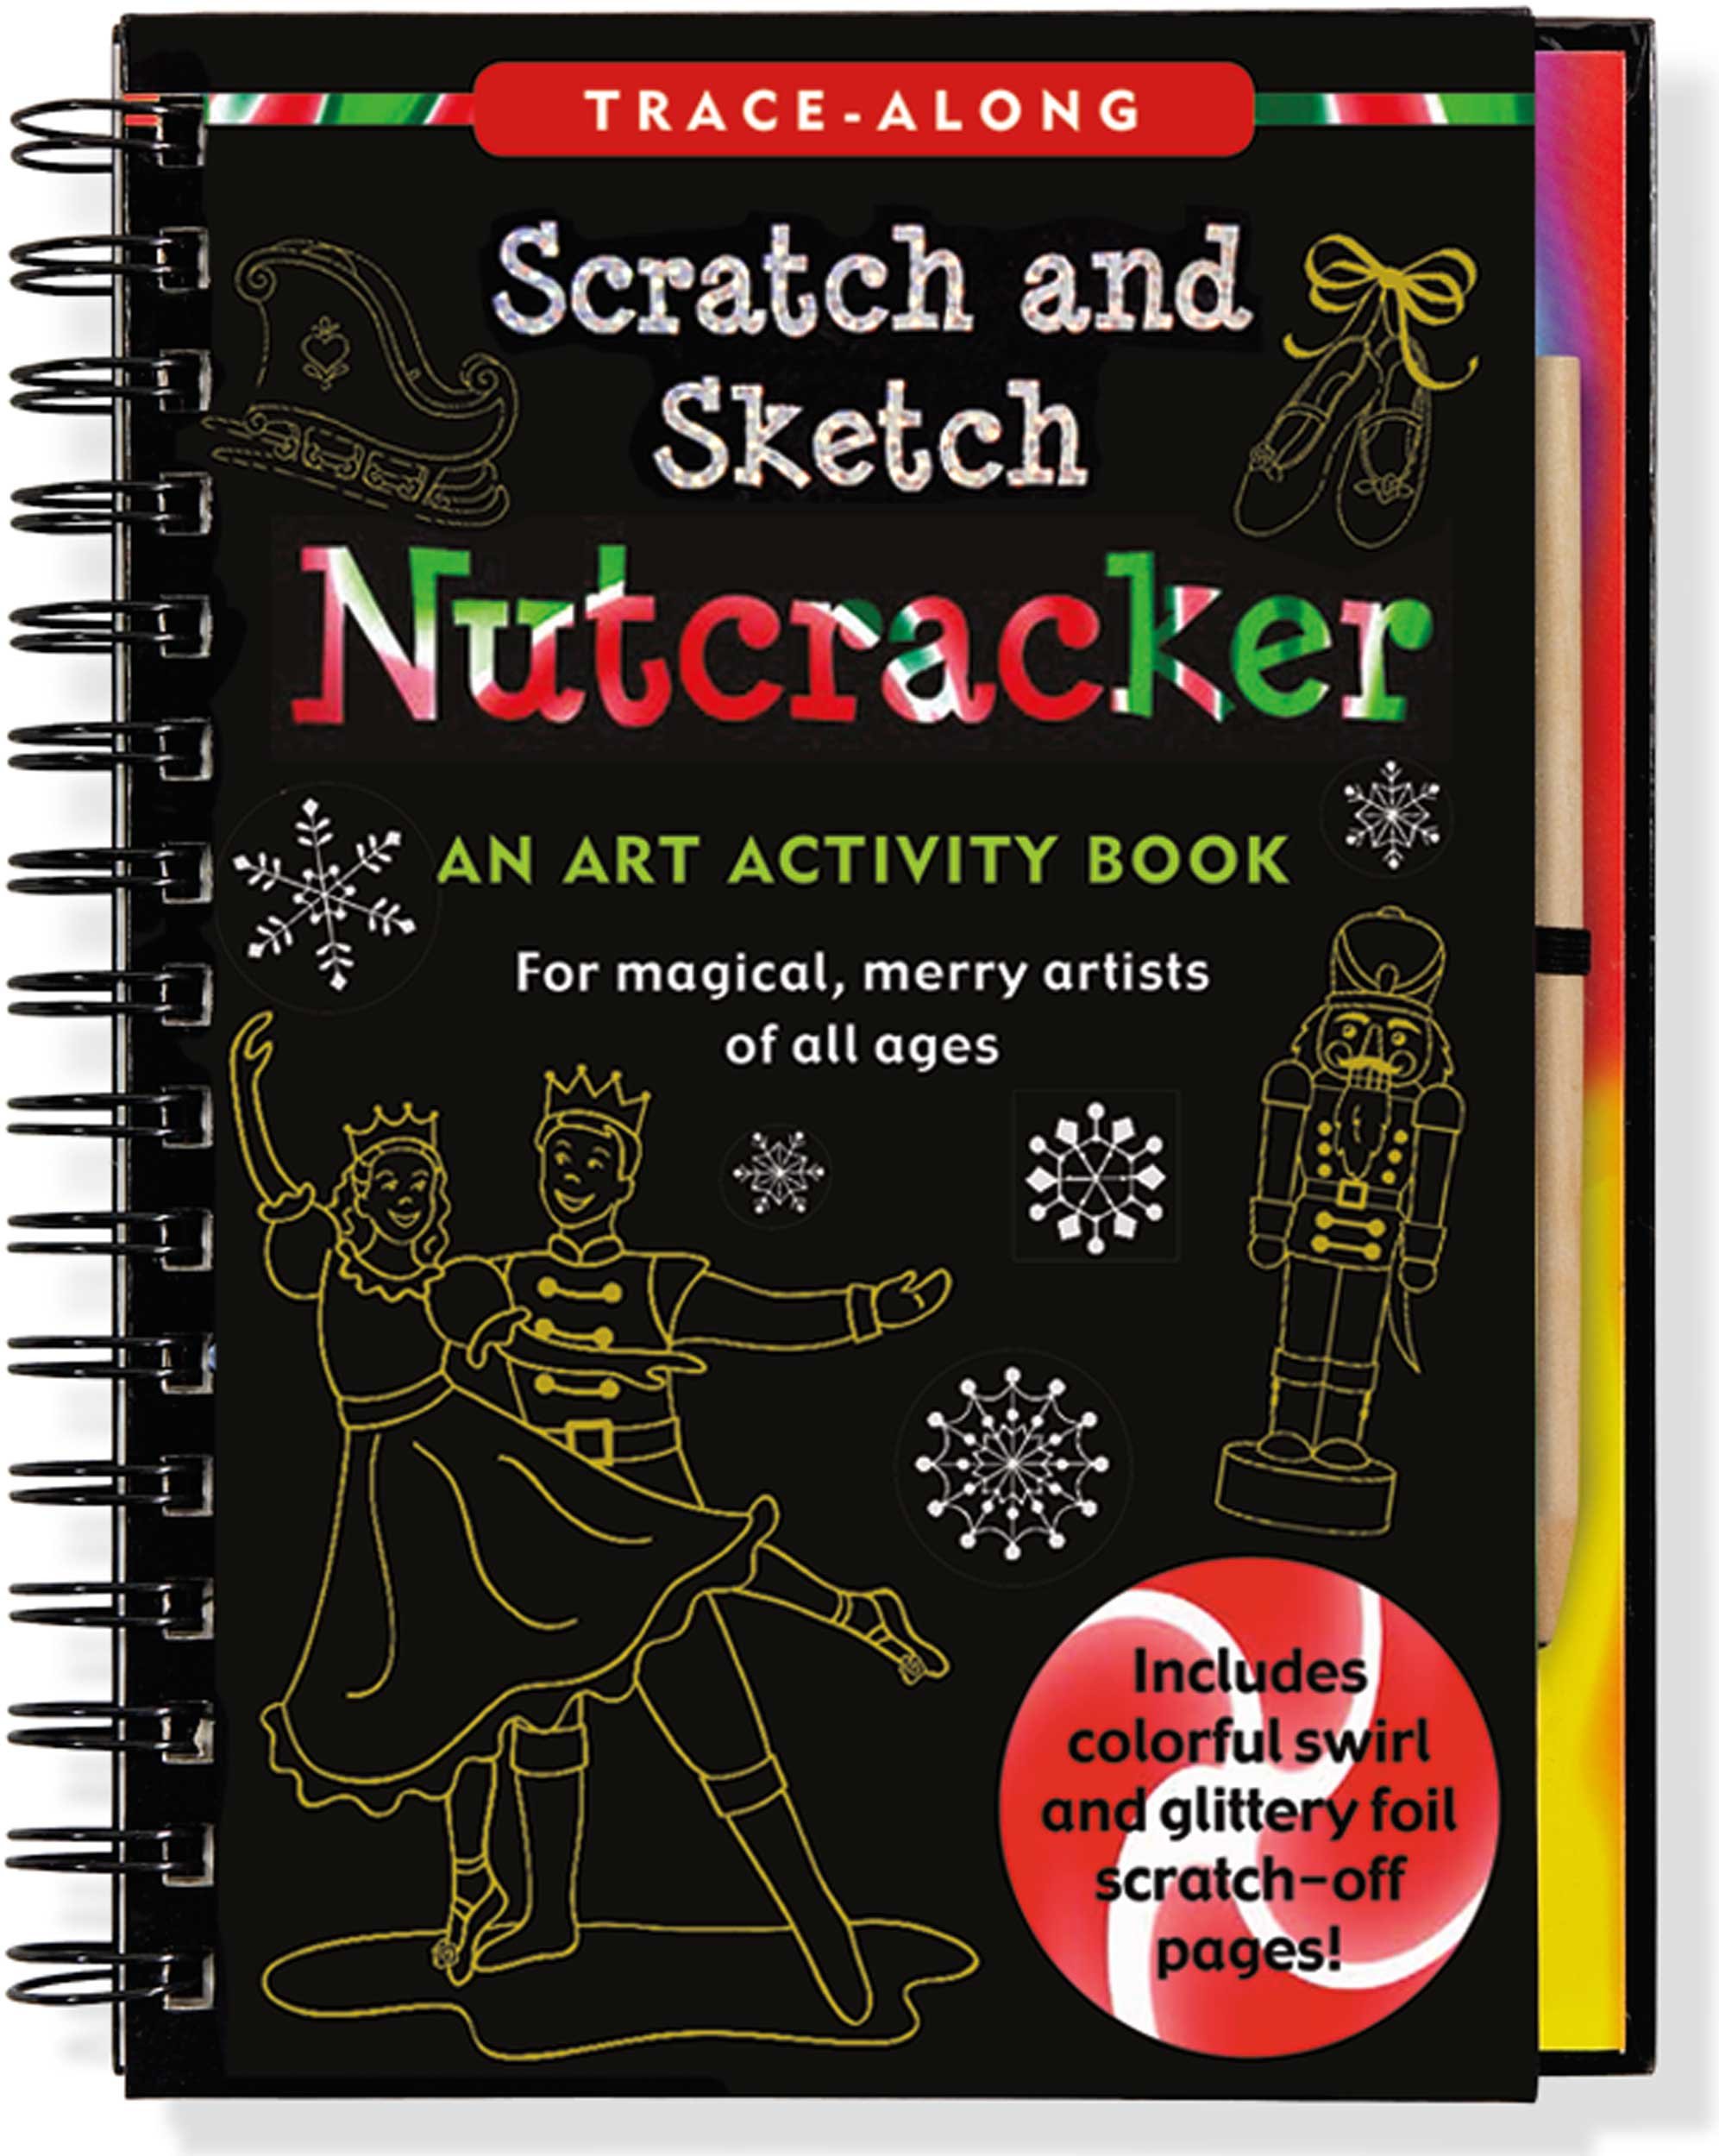 TRACE-ALONG
Scratch and
Sketch
Nutcracker
AN ART ACTIVITY BOOK
For magical, merry artists
of all ages
Includes
colorful swirl
and glittery foil
scratch-off
pages!